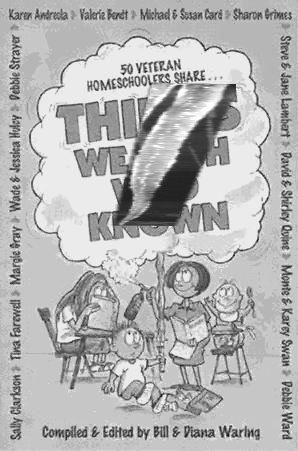 Karen Andreola » Valerie Bendt » Michael & Susan Card » Sharon Grimes
Sally Clarkson » Tina Farewell » Margie Gray » Wade & Jessica Hulcy » Debbie Strayer
Steve & Jane Lambert » David & Shirley Quine » Monte & Karey Swan » Debbie Ward
50 VETERAN
HOMESCHOOLERS SHARE...
WE
KNOWN
Compiled & Edited by Bill & Diana Waring